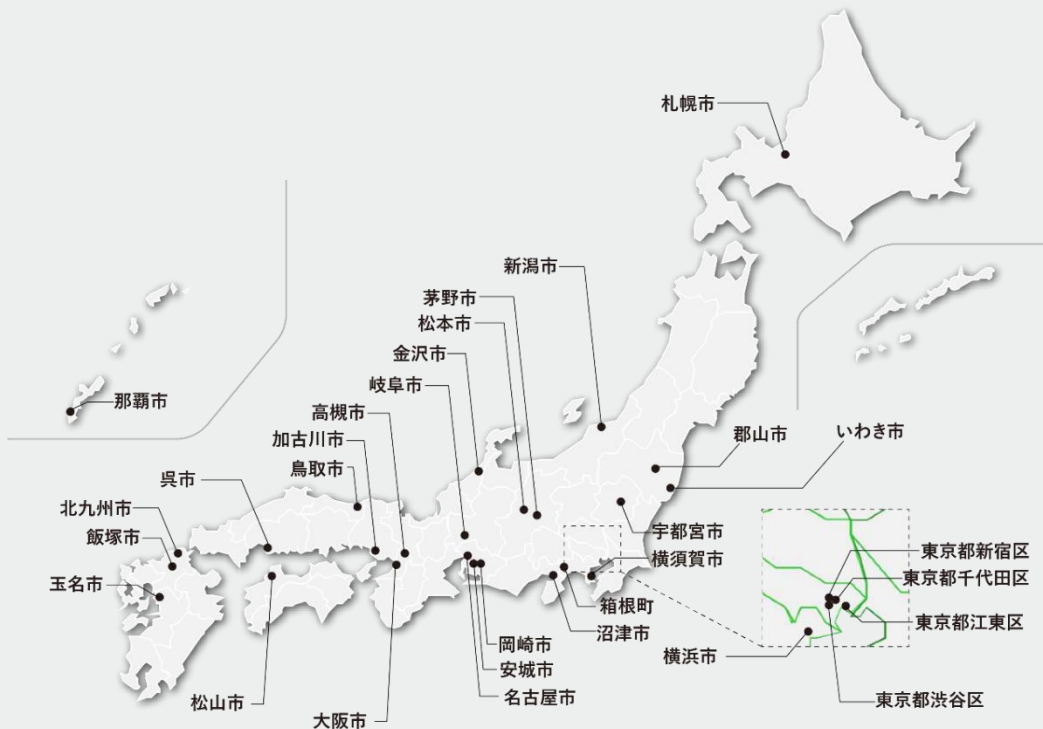 札幌市
新潟市
茅野市
松本市
金沢市
岐阜市
高槻市
加古川市
鳥取市
呉市
北九州市
飯塚市
玉名市
那覇市
郡山市
いわき市
宇都宮市
横須賀市
箱根町
沼津市
岡崎市
安城市
名古屋市
大阪市
松山市
東京都新宿区
東京都千代田区
東京都江東区
横浜市
東京都渋谷区